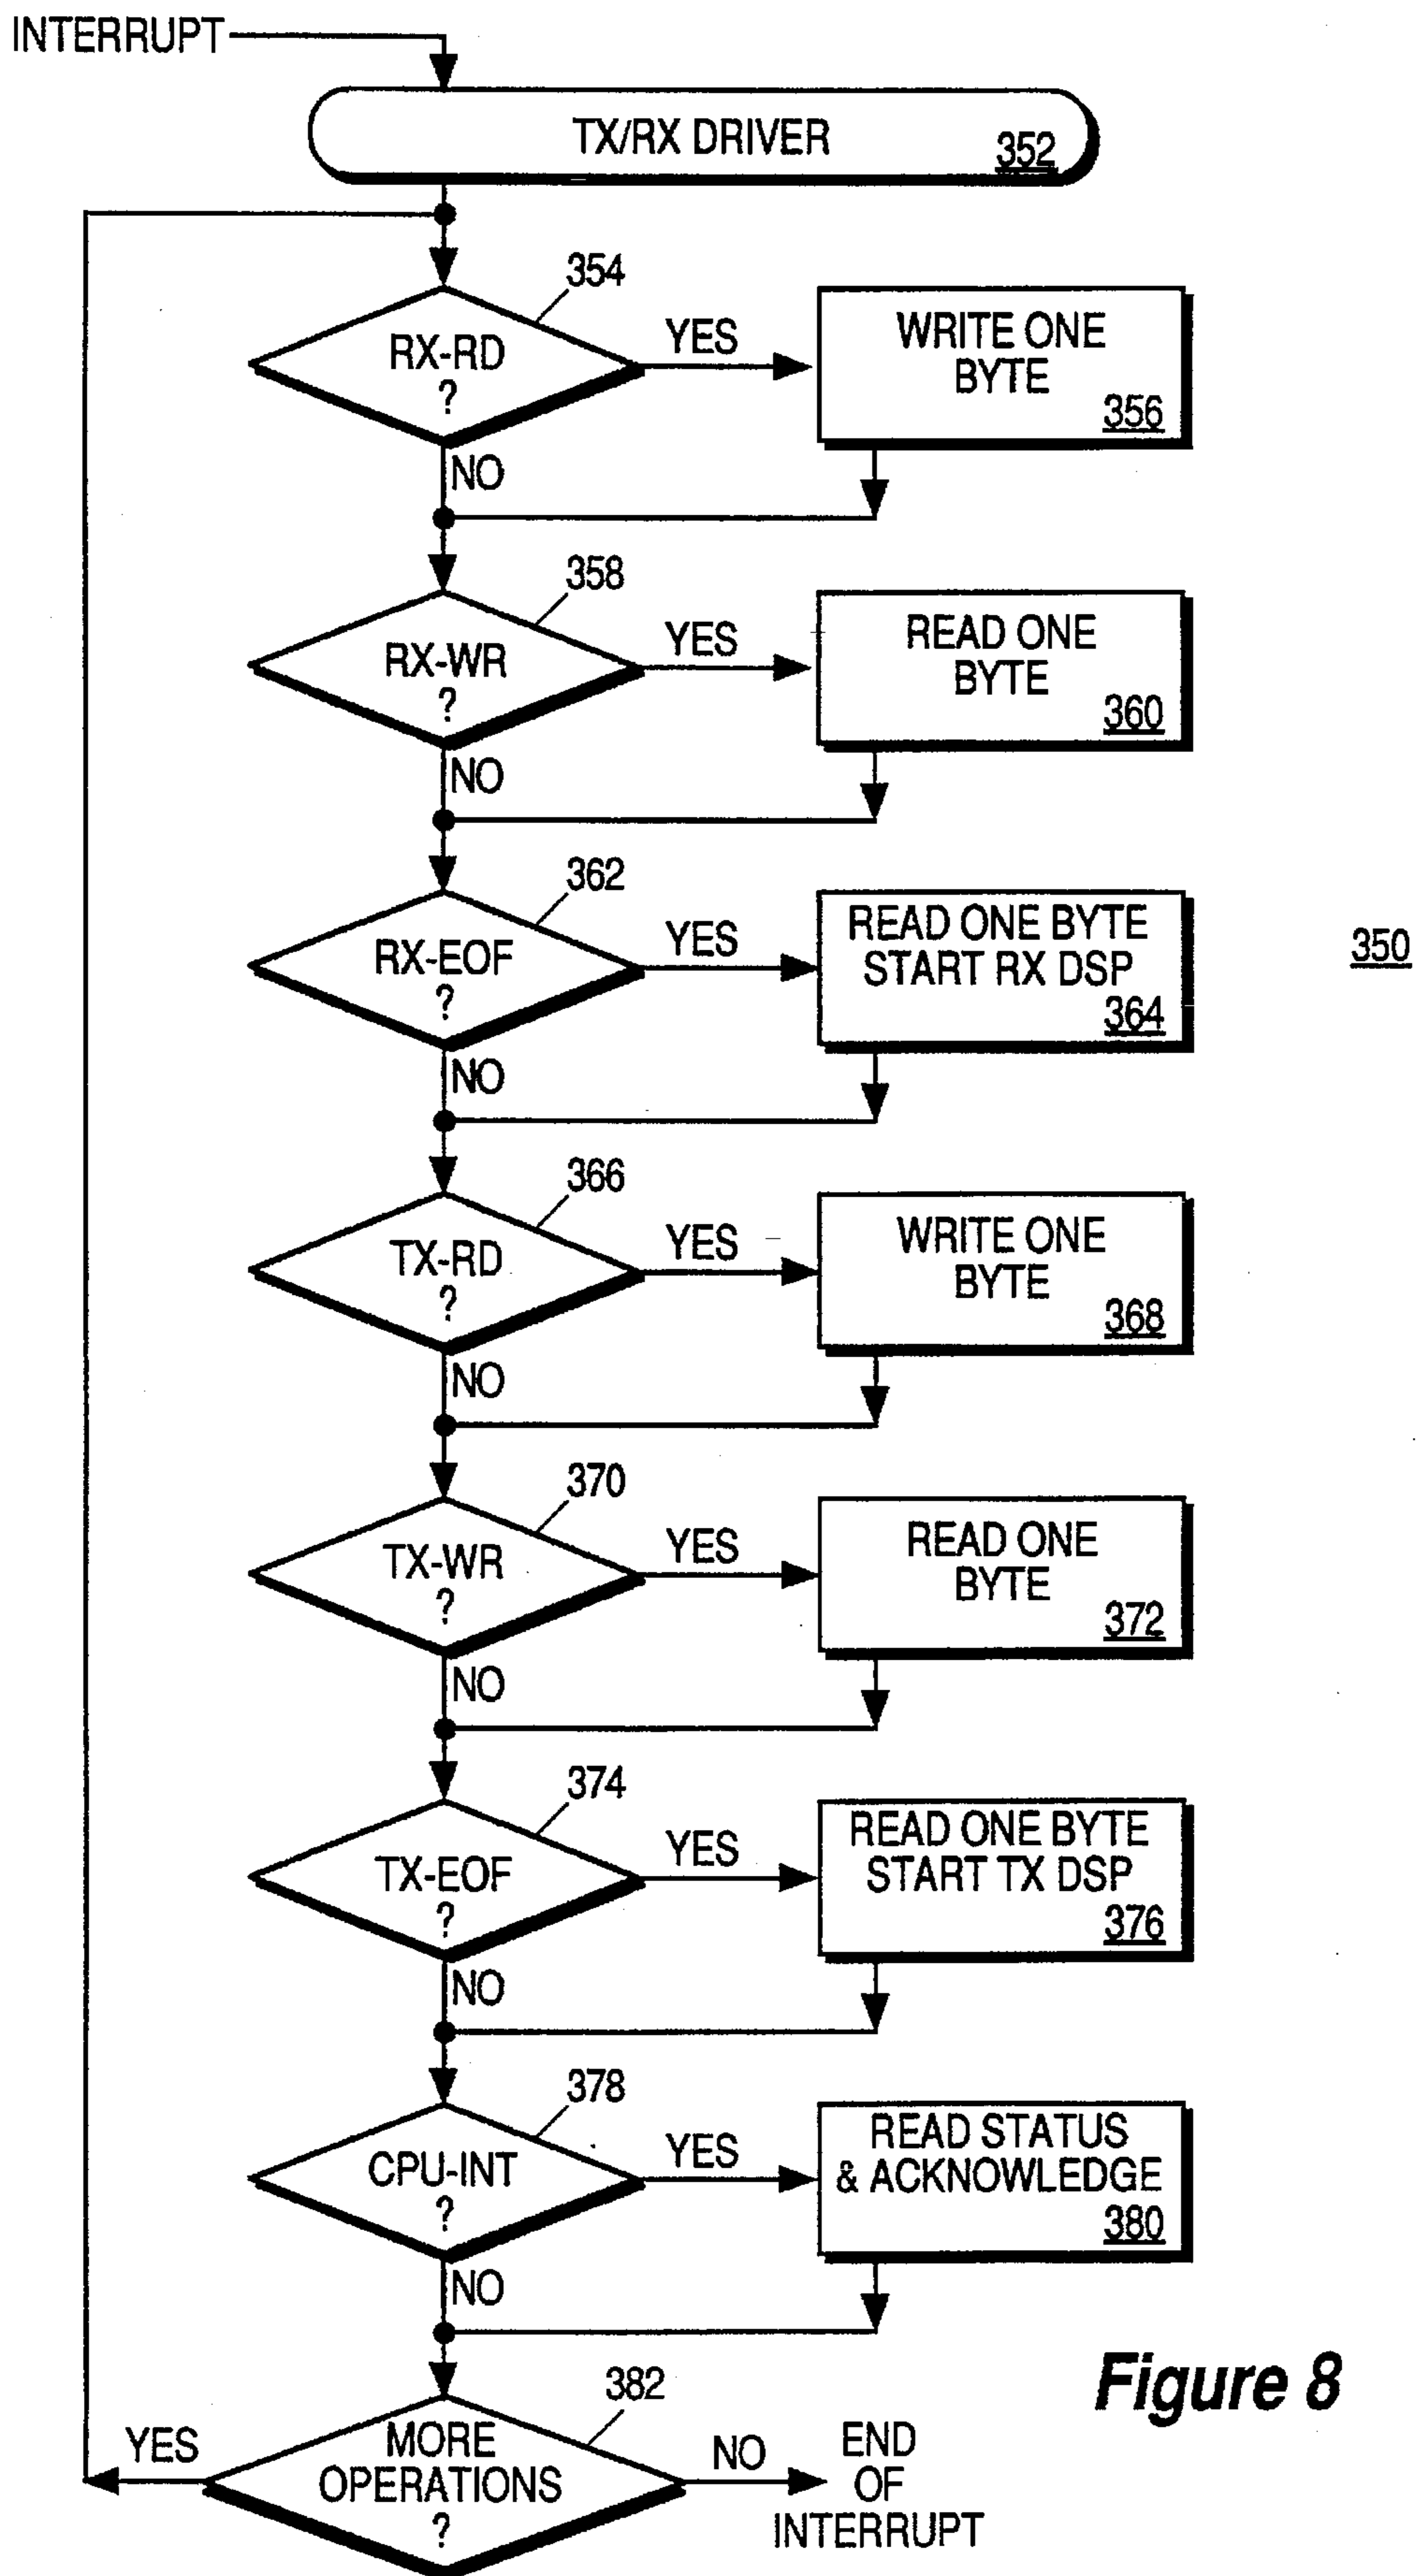 INTERRUPT
TX/RX DRIVER
352
354
RX-RD
?
YES
WRITE ONE
BYTE
356
NO
358
RX-WR
?
YES
READ ONE
BYTE
360
NO
362
RX-EOF
?
YES
READ ONE BYTE
START RX DSP
364
350
NO
366
TX-RD
?
YES
WRITE ONE
BYTE
368
NO
370
TX-WR
?
YES
READ ONE
BYTE
372
NO
374
TX-EOF
?
YES
READ ONE BYTE
START TX DSP
376
NO
378
CPU-INT
?
YES
READ STATUS
& ACKNOWLEDGE
380
NO
Figure 8
382
YES
MORE
OPERATIONS
?
NO
END
OF
INTERRUPT